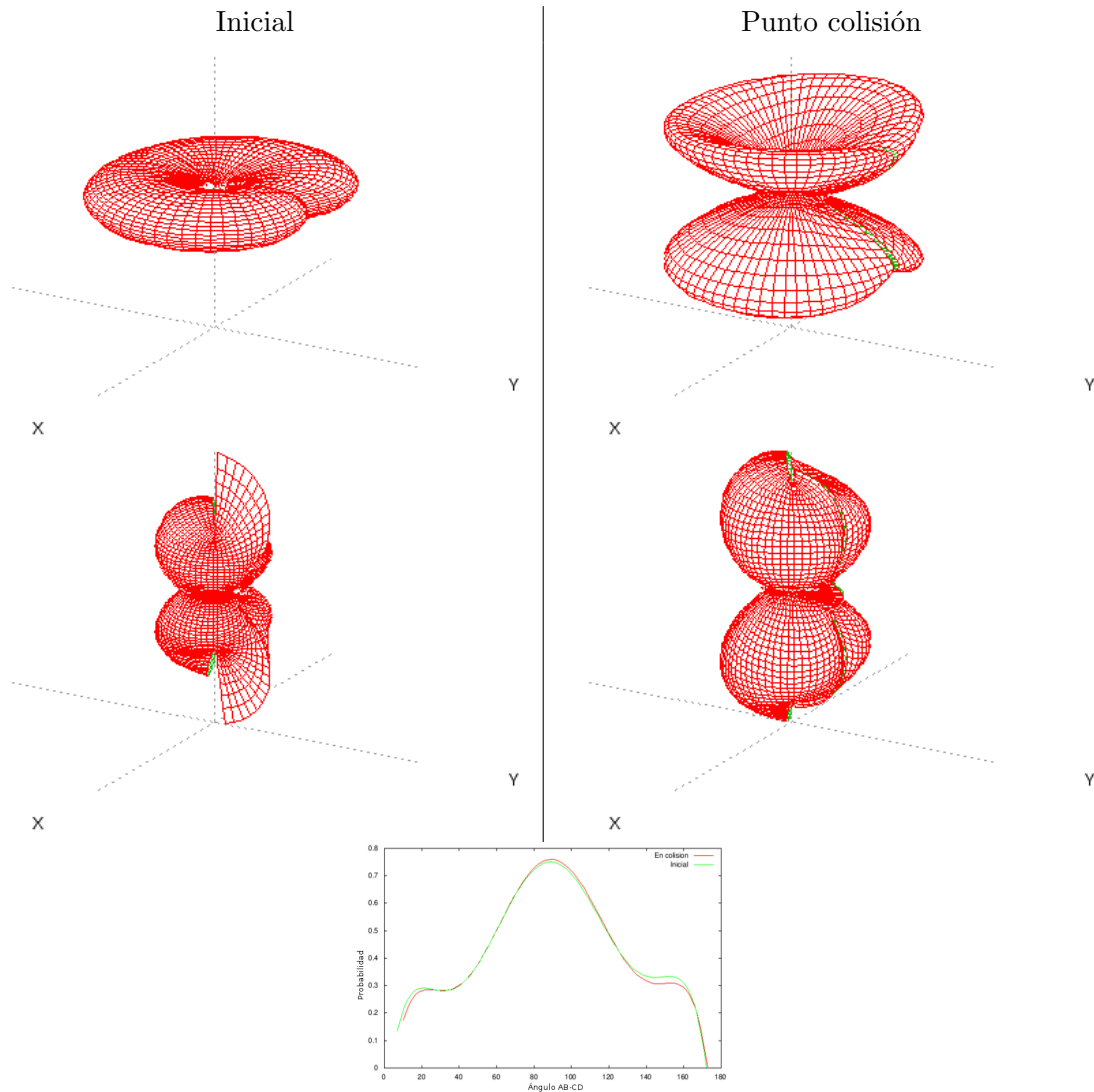 Inicial
Punto colisión
Y
X
Y
X
Y
X
Y
X
0.8
0.7
0.6
0.5
0.4
0.3
0.2
0.1
0
Probabilidad
En colision
Inicial
0 20 40 60 80 100 120 140 160 180
Ángulo AB-CD